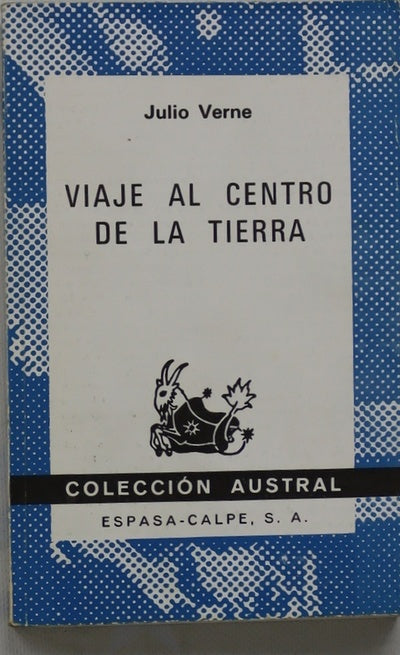 Julio Verne
VIAJE AL CENTRO
DE LA TIERRA
COLECCIÓN AUSTRAL
ESPASA-CALPE, S. A.